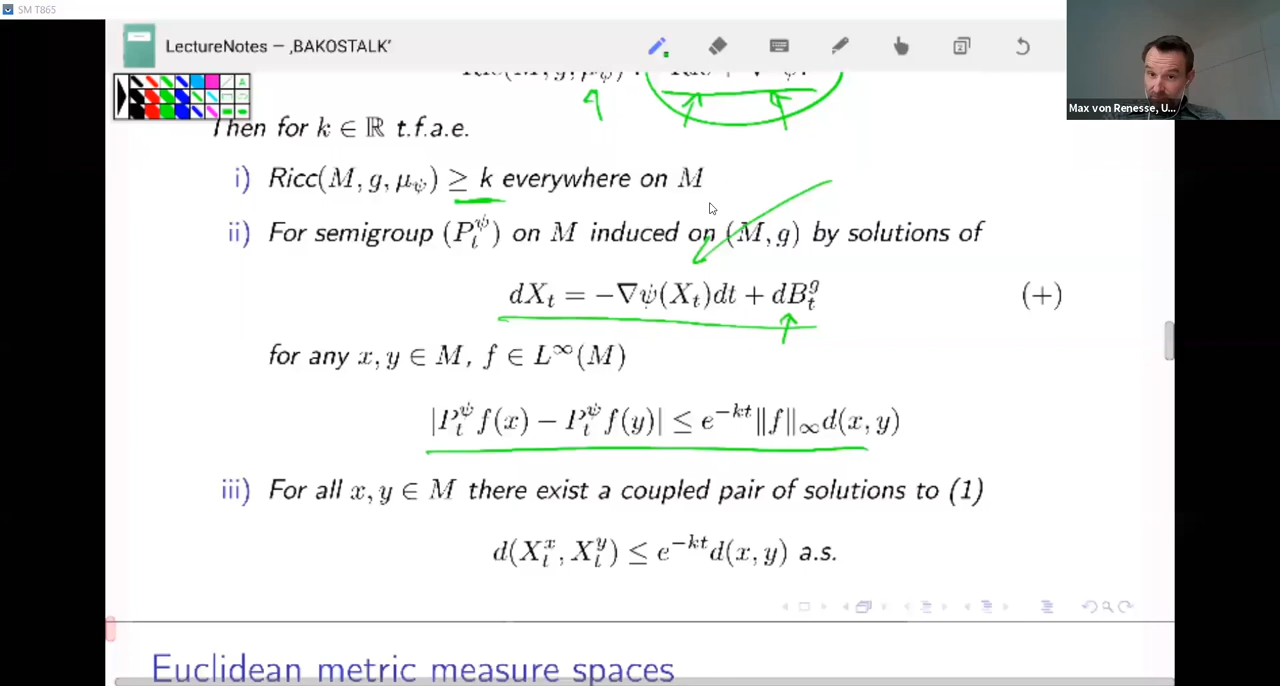 SM T865
LectureNotes – ‚BAKOSTALK'
Max von Renesse, U...
Then for k ∈ ℝ t.f.a.e.
i) Ricc(M, g, μ_ψ) ≥ k everywhere on M
ii) For semigroup (P_t^ψ) on M induced on (M, g) by solutions of
dX_t = −∇ψ(X_t)dt + dB_t^g (+)
for any x, y ∈ M, f ∈ L^∞(M)
|P_t^ψ f(x) − P_t^ψ f(y)| ≤ e^{−kt} ‖f‖_∞ d(x, y)
iii) For all x, y ∈ M there exist a coupled pair of solutions to (1)
d(X_t^x, X_t^y) ≤ e^{−kt} d(x, y) a.s.
Euclidean metric measure spaces